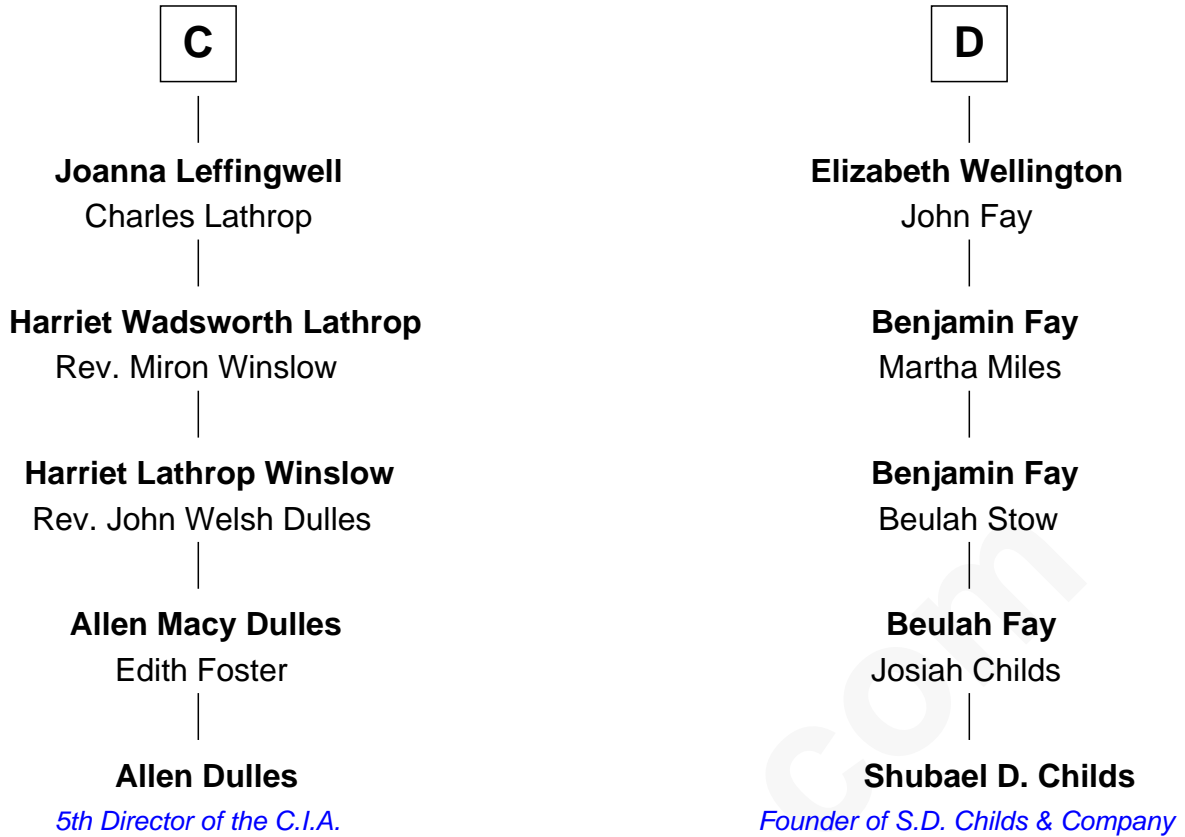 C
Joanna Leffingwell
Charles Lathrop
Harriet Wadsworth Lathrop
Rev. Miron Winslow
Harriet Lathrop Winslow
Rev. John Welsh Dulles
Allen Macy Dulles
Edith Foster
Allen Dulles
5th Director of the C.I.A.
D
Elizabeth Wellington
John Fay
Benjamin Fay
Martha Miles
Benjamin Fay
Beulah Stow
Beulah Fay
Josiah Childs
Shubael D. Childs
Founder of S.D. Childs & Company
com